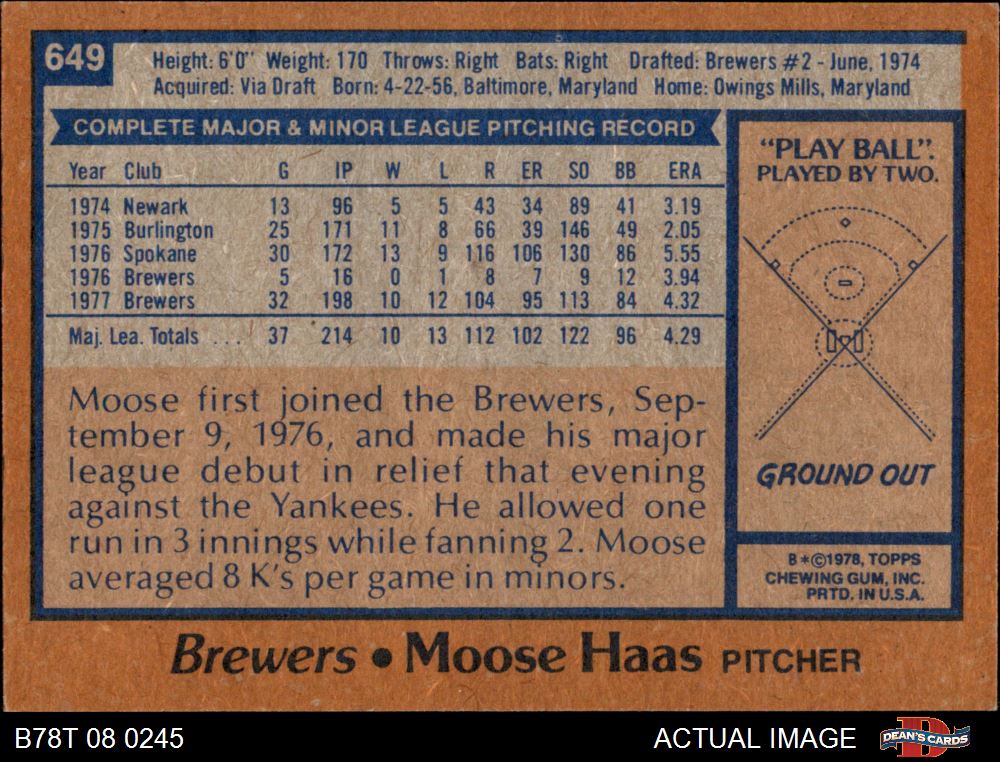 649
Height: 6'0" Weight: 170 Throws: Right Bats: Right Drafted: Brewers #2 - June, 1974
Acquired: Via Draft Born: 4-22-56, Baltimore, Maryland Home: Owings Mills, Maryland
COMPLETE MAJOR & MINOR LEAGUE PITCHING RECORD
Year Club G IP W L R ER SO BB ERA
1974 Newark 13 96 5 5 43 34 89 41 3.19
1975 Burlington 25 171 11 8 66 39 146 49 2.05
1976 Spokane 30 172 13 9 116 106 130 86 5.55
1976 Brewers 5 16 0 1 8 7 9 12 3.94
1977 Brewers 32 198 10 12 104 95 113 84 4.32
Maj. Lea. Totals ... 37 214 10 13 112 102 122 96 4.29
Moose first joined the Brewers, Sep-
tember 9, 1976, and made his major
league debut in relief that evening
against the Yankees. He allowed one
run in 3 innings while fanning 2. Moose
averaged 8 K's per game in minors.
"PLAY BALL".
PLAYED BY TWO.
GROUND OUT
B*©1978, TOPPS
CHEWING GUM, INC.
PRTD. IN U.S.A.
Brewers • Moose Haas PITCHER
B78T 08 0245
ACTUAL IMAGE
D
DEAN'S CARDS